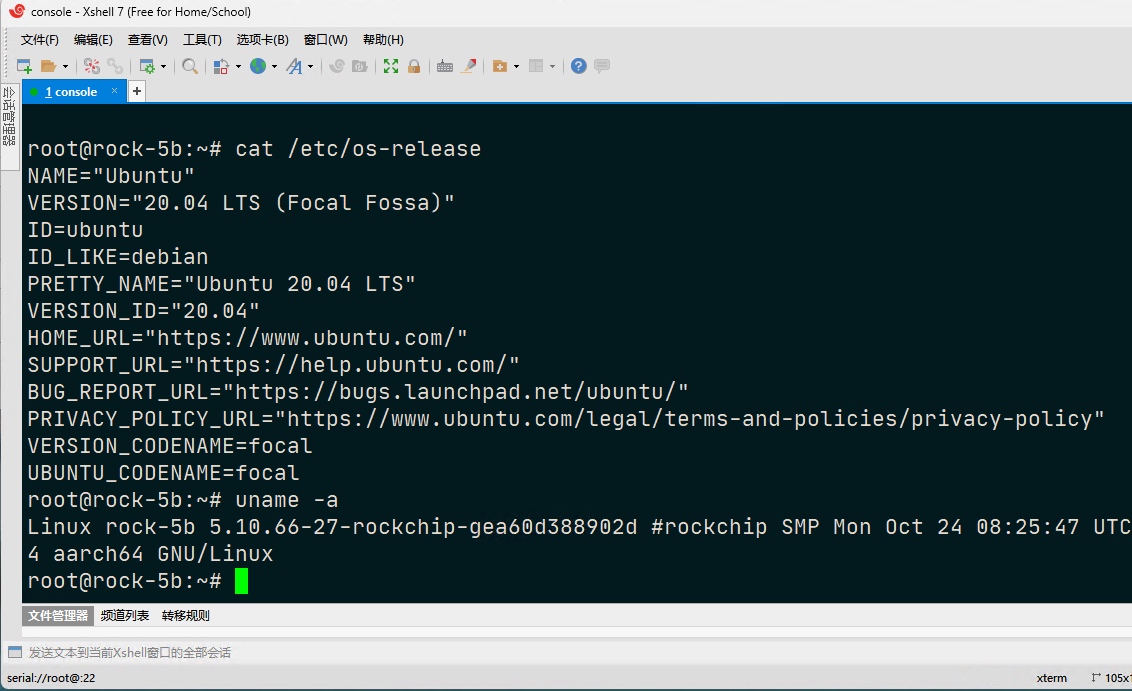 console - Xshell 7 (Free for Home/School)
文件(F) 编辑(E) 查看(V) 工具(T) 选项卡(B) 窗口(W) 帮助(H)
会话管理器
1 console × +
root@rock-5b:~# cat /etc/os-release
NAME="Ubuntu"
VERSION="20.04 LTS (Focal Fossa)"
ID=ubuntu
ID_LIKE=debian
PRETTY_NAME="Ubuntu 20.04 LTS"
VERSION_ID="20.04"
HOME_URL="https://www.ubuntu.com/"
SUPPORT_URL="https://help.ubuntu.com/"
BUG_REPORT_URL="https://bugs.launchpad.net/ubuntu/"
PRIVACY_POLICY_URL="https://www.ubuntu.com/legal/terms-and-policies/privacy-policy"
VERSION_CODENAME=focal
UBUNTU_CODENAME=focal
root@rock-5b:~# uname -a
Linux rock-5b 5.10.66-27-rockchip-gea60d388902d #rockchip SMP Mon Oct 24 08:25:47 UTC
4 aarch64 GNU/Linux
root@rock-5b:~#
文件管理器 频道列表 转移规则
发送文本到当前Xshell窗口的全部会话
serial://root@:22 xterm 105x1